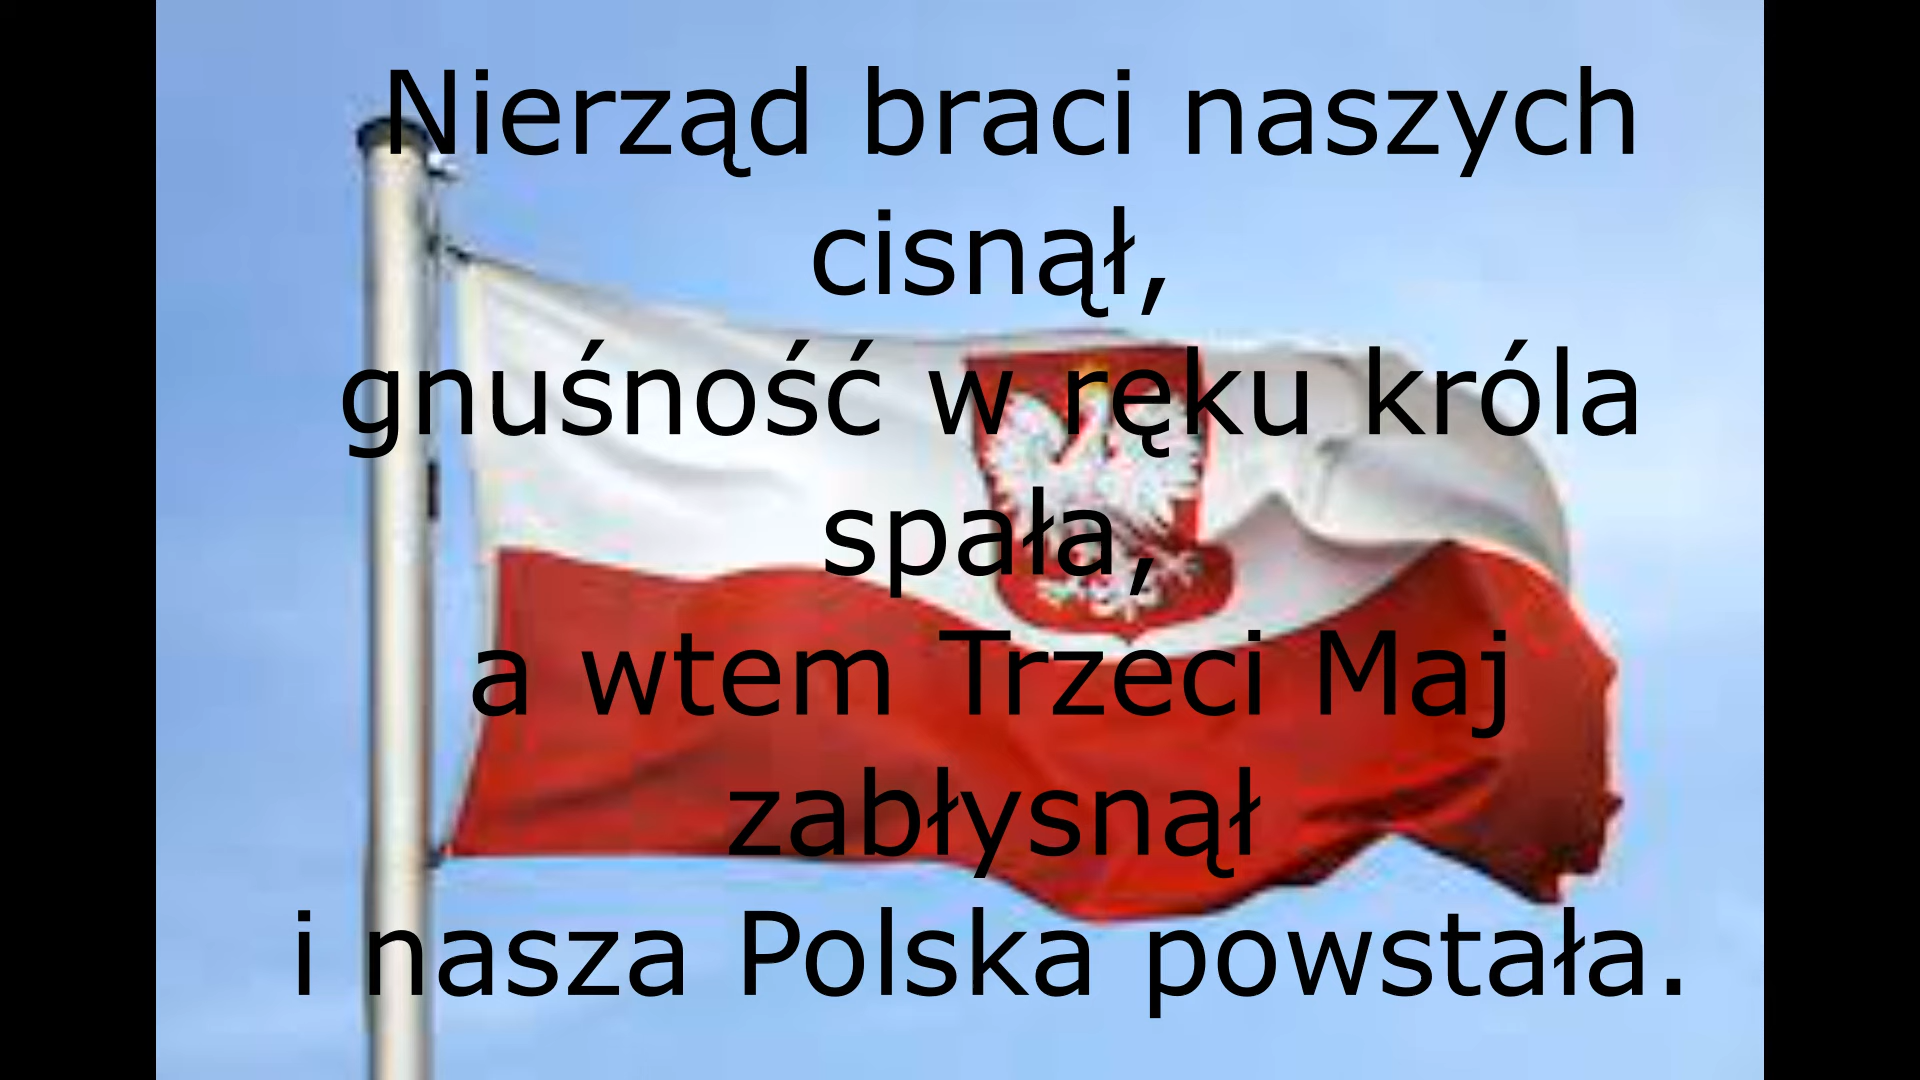 Nierząd braci naszych
cisnął,
gnuśność w ręku króla
spała,
a wtem Trzeci Maj
zabłysnął
i nasza Polska powstała.